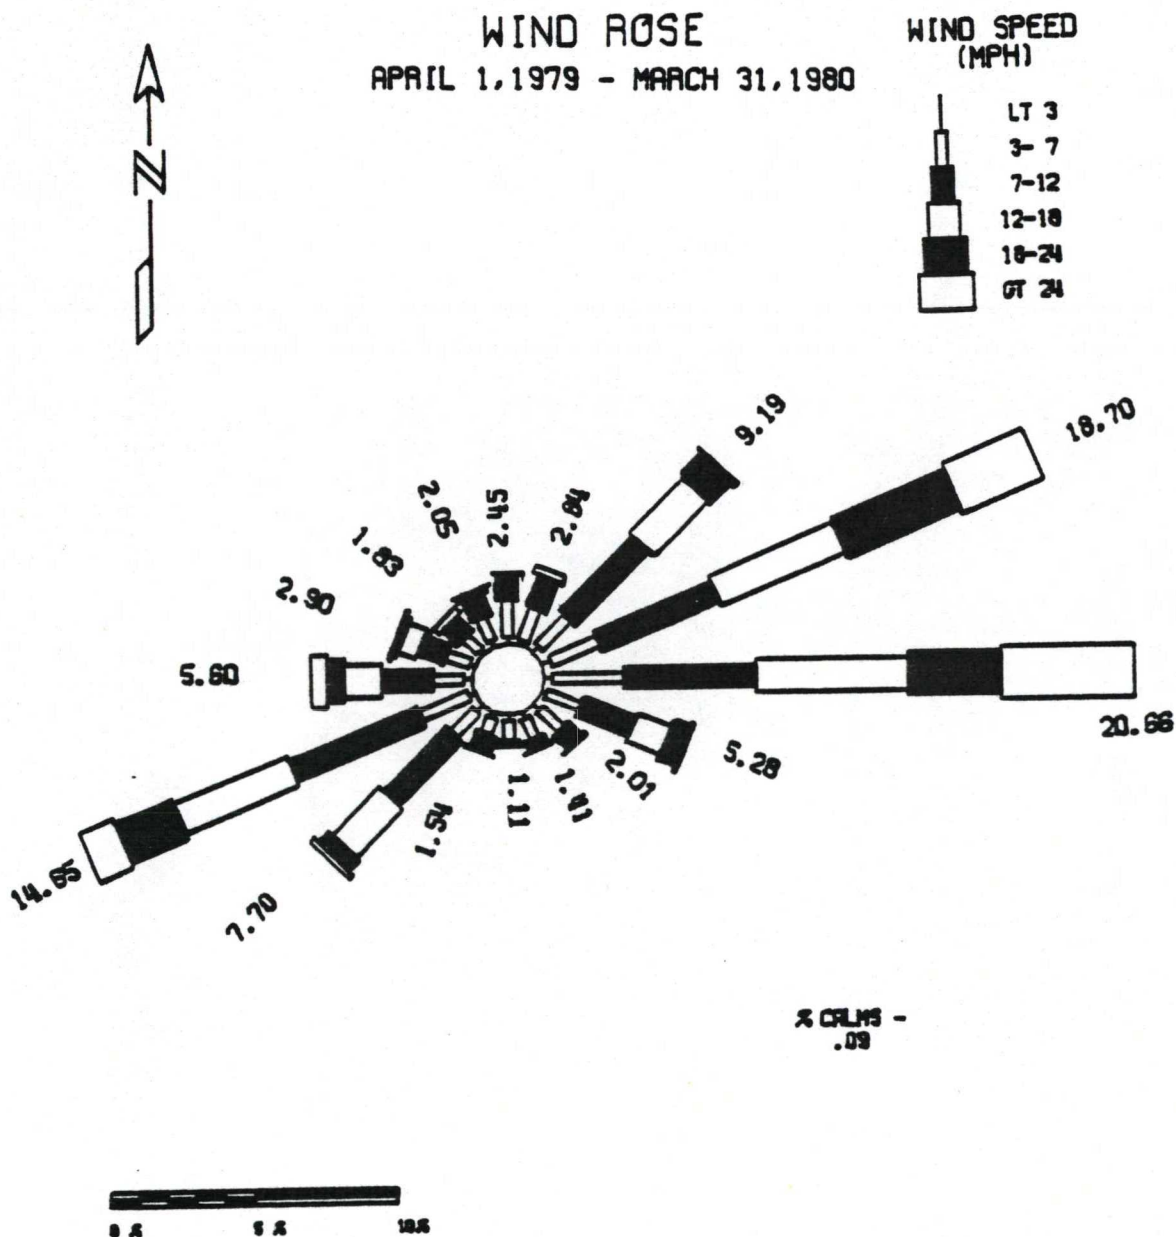 WIND ROSE
APRIL 1,1979 - MARCH 31,1980
WIND SPEED
(MPH)
LT 3
3- 7
7-12
12-18
18-24
GT 24
N
9.19
18.70
2.05
2.45
2.84
1.83
2.90
5.60
20.66
5.28
2.01
1.41
1.11
1.54
14.65
7.70
% CALMS -
.09
0 % 5 % 10%